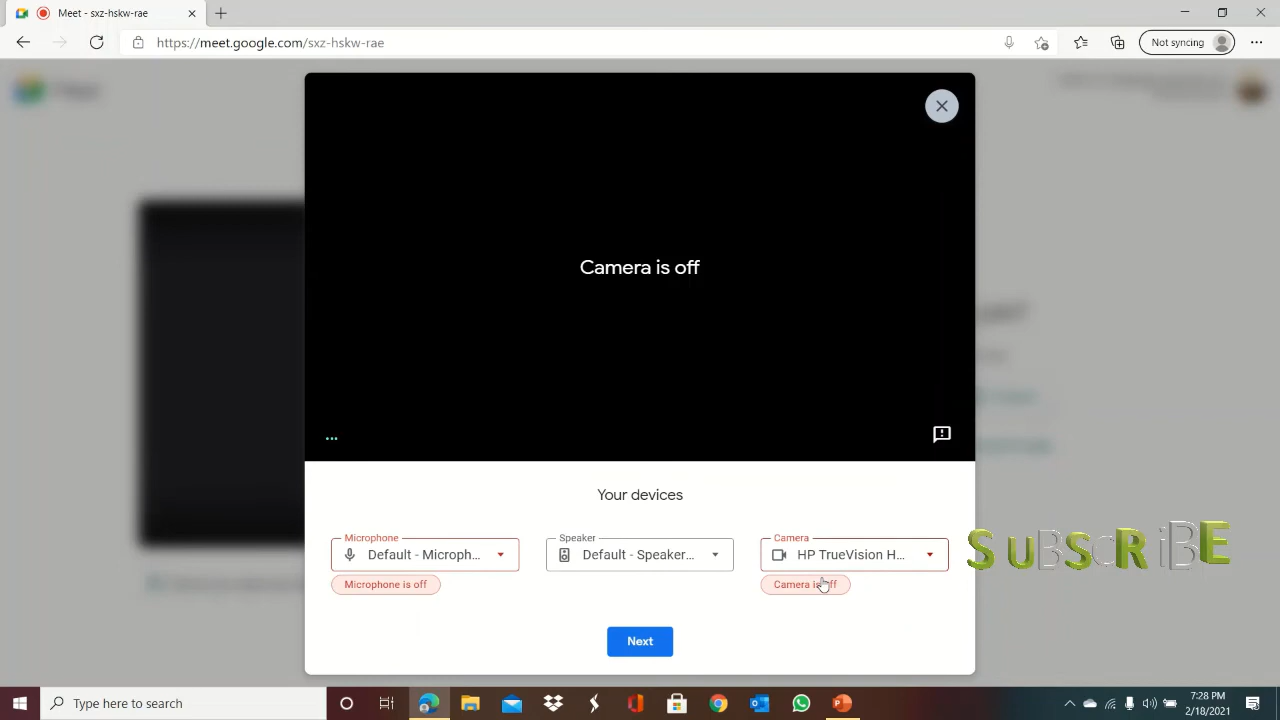 Meet - sxz-hskw-rae
https://meet.google.com/sxz-hskw-rae
Not syncing
Camera is off
Your devices
Microphone
Speaker
Camera
Default - Microph...
Default - Speaker...
HP TrueVision H...
Microphone is off
Camera is off
SUBSCRiBE
Next
Type here to search
7:28 PM
2/18/2021